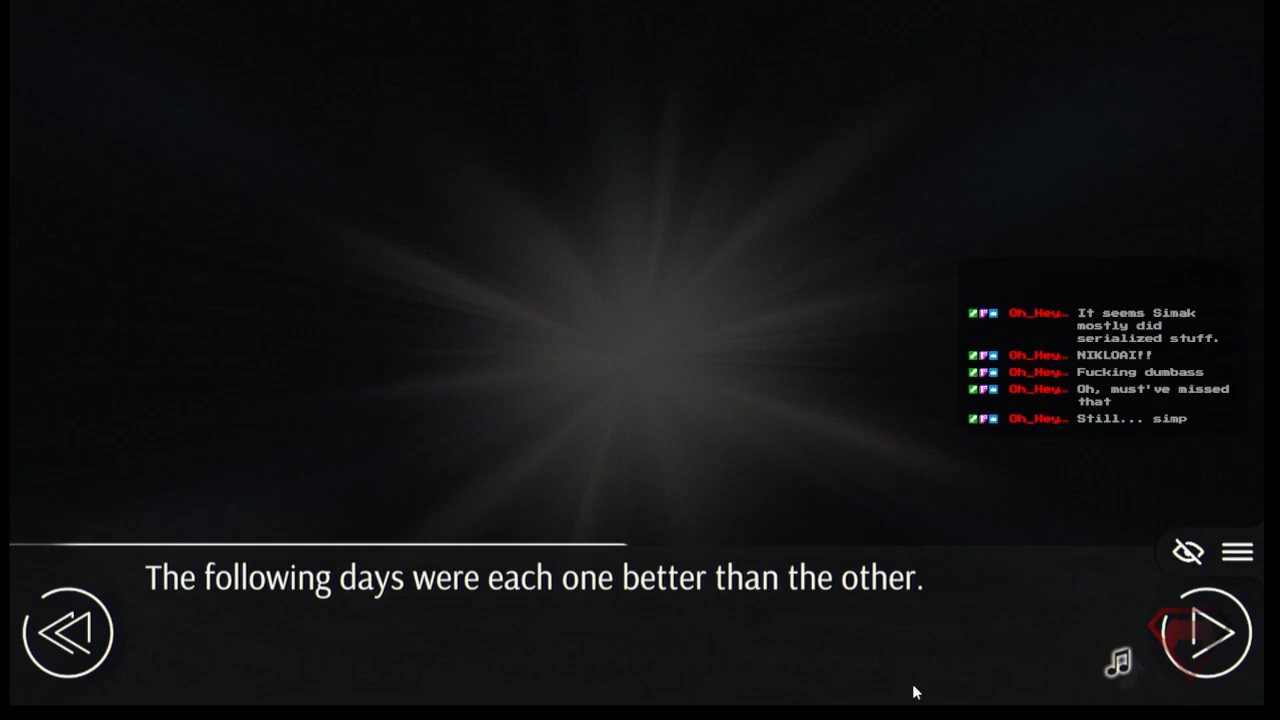 Oh_Hey… It seems Simak
mostly did
serialized stuff.
Oh_Hey… NIKLOAI!!
Oh_Hey… Fucking dumbass
Oh_Hey… Oh, must've missed
that
Oh_Hey… Still... simp
The following days were each one better than the other.